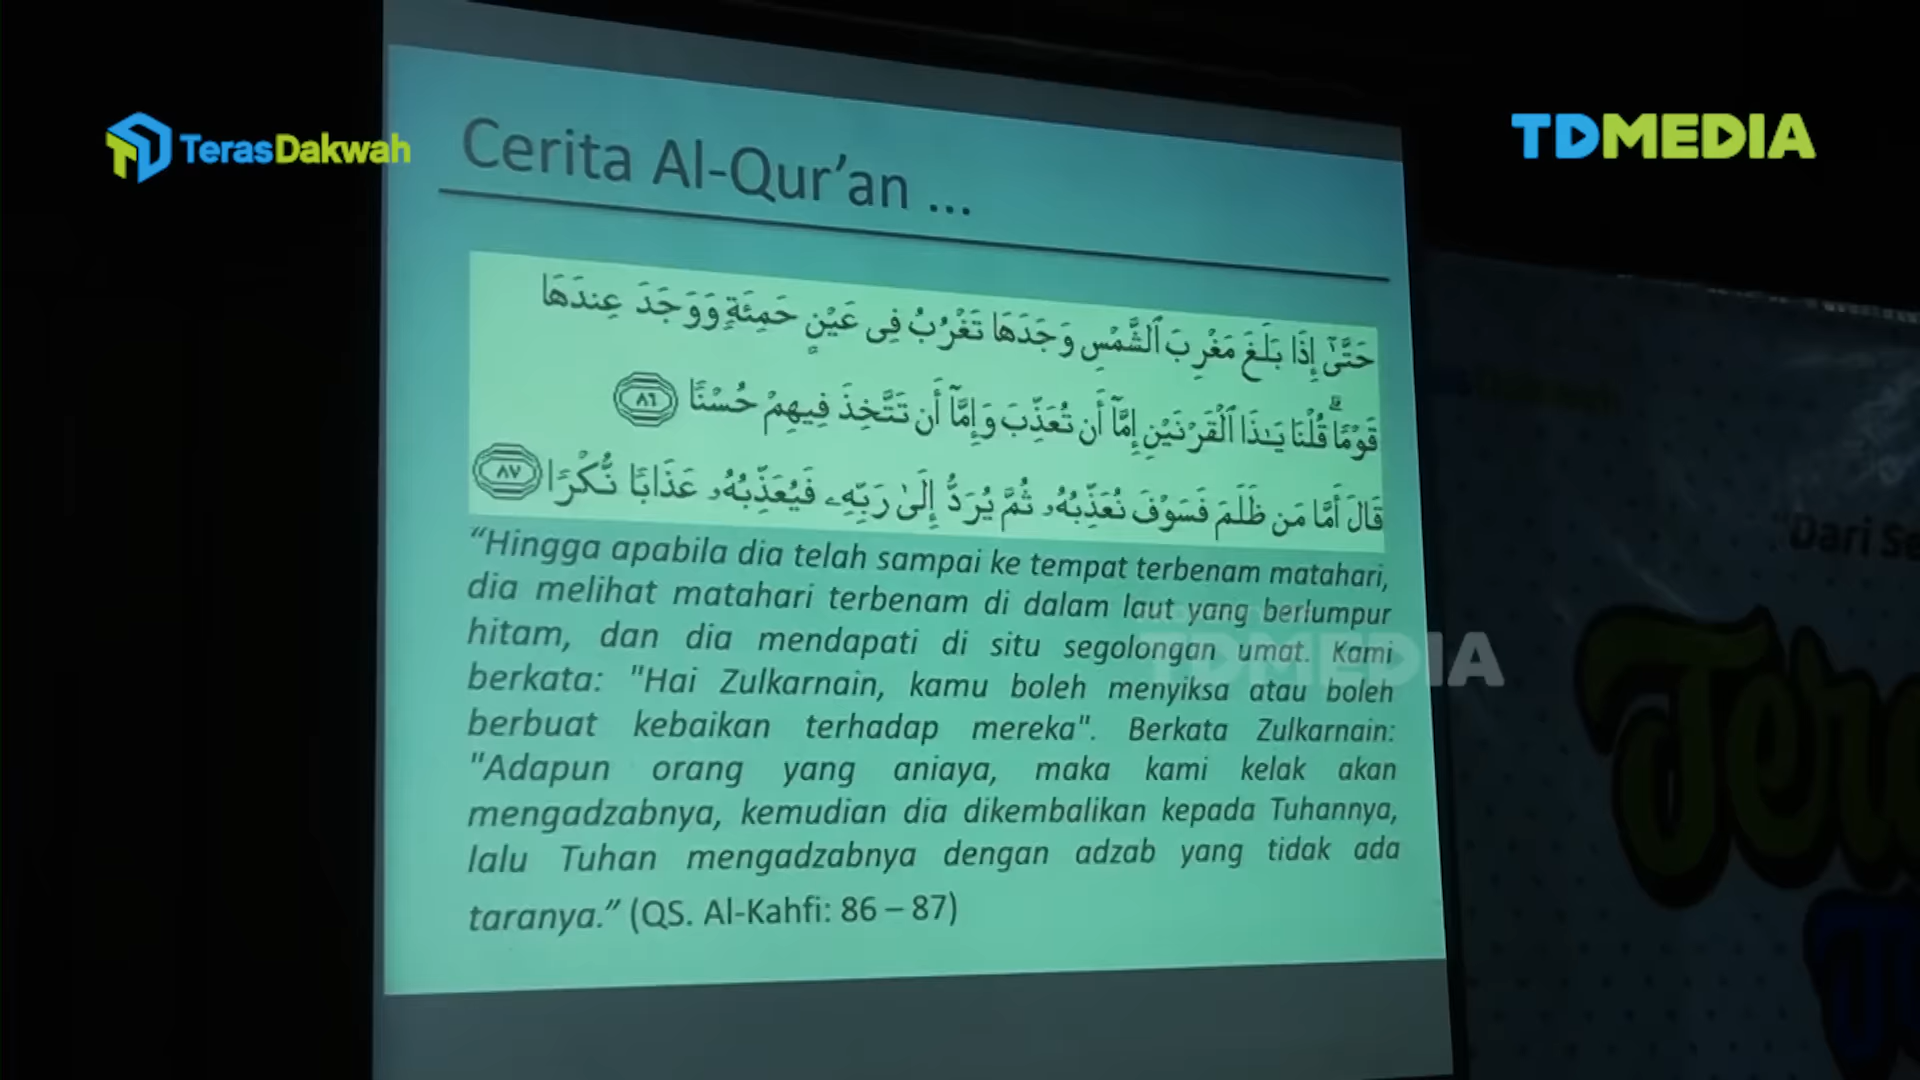 TerasDakwah
TDMEDIA
Cerita Al-Qur’an ...
حَتَّىٰٓ إِذَا بَلَغَ مَغْرِبَ ٱلشَّمْسِ وَجَدَهَا تَغْرُبُ فِى عَيْنٍ حَمِئَةٍ وَوَجَدَ عِندَهَا
قَوْمًا ۗ قُلْنَا يَـٰذَا ٱلْقَرْنَيْنِ إِمَّآ أَن تُعَذِّبَ وَإِمَّآ أَن تَتَّخِذَ فِيهِمْ حُسْنًا ٨٦
قَالَ أَمَّا مَن ظَلَمَ فَسَوْفَ نُعَذِّبُهُۥ ثُمَّ يُرَدُّ إِلَىٰ رَبِّهِۦ فَيُعَذِّبُهُۥ عَذَابًا نُّكْرًا ٨٧
“Hingga apabila dia telah sampai ke tempat terbenam matahari,
dia melihat matahari terbenam di dalam laut yang berlumpur
hitam, dan dia mendapati di situ segolongan umat. Kami
berkata: "Hai Zulkarnain, kamu boleh menyiksa atau boleh
berbuat kebaikan terhadap mereka". Berkata Zulkarnain:
"Adapun orang yang aniaya, maka kami kelak akan
mengadzabnya, kemudian dia dikembalikan kepada Tuhannya,
lalu Tuhan mengadzabnya dengan adzab yang tidak ada
taranya.” (QS. Al-Kahfi: 86 – 87)
TDMEDIA
"Dari